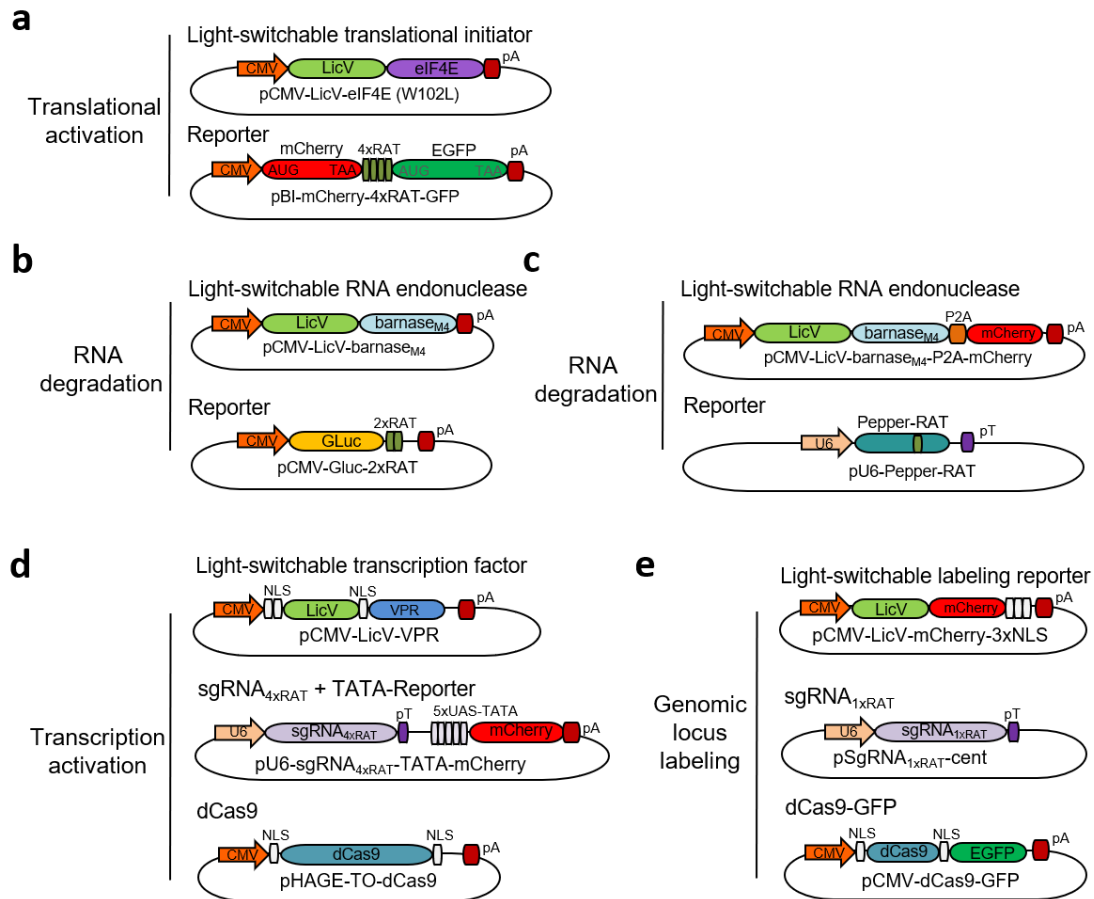 a
Translational
activation
Light-switchable translational initiator
CMV LicV eIF4E pA
pCMV-LicV-eIF4E (W102L)
Reporter
mCherry 4xRAT EGFP pA
CMV AUG TAA AUG TAA
pBI-mCherry-4xRAT-GFP
b
RNA
degradation
Light-switchable RNA endonuclease
CMV LicV barnaseM4 pA
pCMV-LicV-barnaseM4
Reporter
2xRAT
CMV GLuc pA
pCMV-Gluc-2xRAT
c
RNA
degradation
Light-switchable RNA endonuclease
P2A
CMV LicV barnaseM4 mCherry pA
pCMV-LicV-barnaseM4-P2A-mCherry
Reporter
Pepper-RAT
U6 pT
pU6-Pepper-RAT
d
Transcription
activation
Light-switchable transcription factor
NLS NLS
CMV LicV VPR pA
pCMV-LicV-VPR
sgRNA4xRAT + TATA-Reporter
pT 5xUAS-TATA
U6 sgRNA4xRAT mCherry pA
pU6-sgRNA4xRAT-TATA-mCherry
dCas9
NLS NLS
CMV dCas9 pA
pHAGE-TO-dCas9
e
Genomic
locus
labeling
Light-switchable labeling reporter
CMV LicV mCherry pA
pCMV-LicV-mCherry-3xNLS
sgRNA1xRAT
U6 sgRNA1xRAT pT
pSgRNA1xRAT-cent
dCas9-GFP
NLS NLS
CMV dCas9 EGFP pA
pCMV-dCas9-GFP